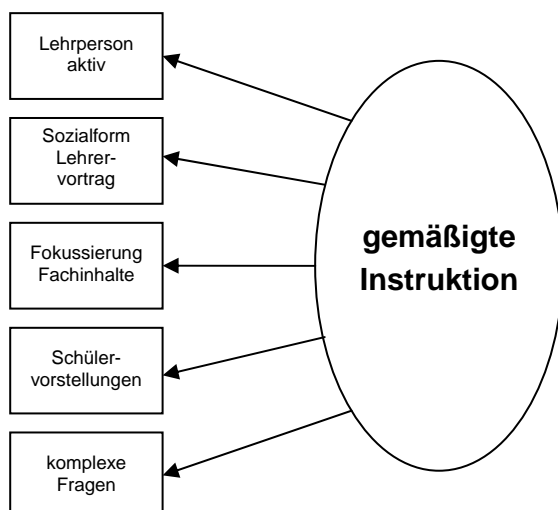 Lehrperson
aktiv
Sozialform
Lehrer-
vortrag
Fokussierung
Fachinhalte
Schüler-
vorstellungen
komplexe
Fragen
gemäßigte
Instruktion